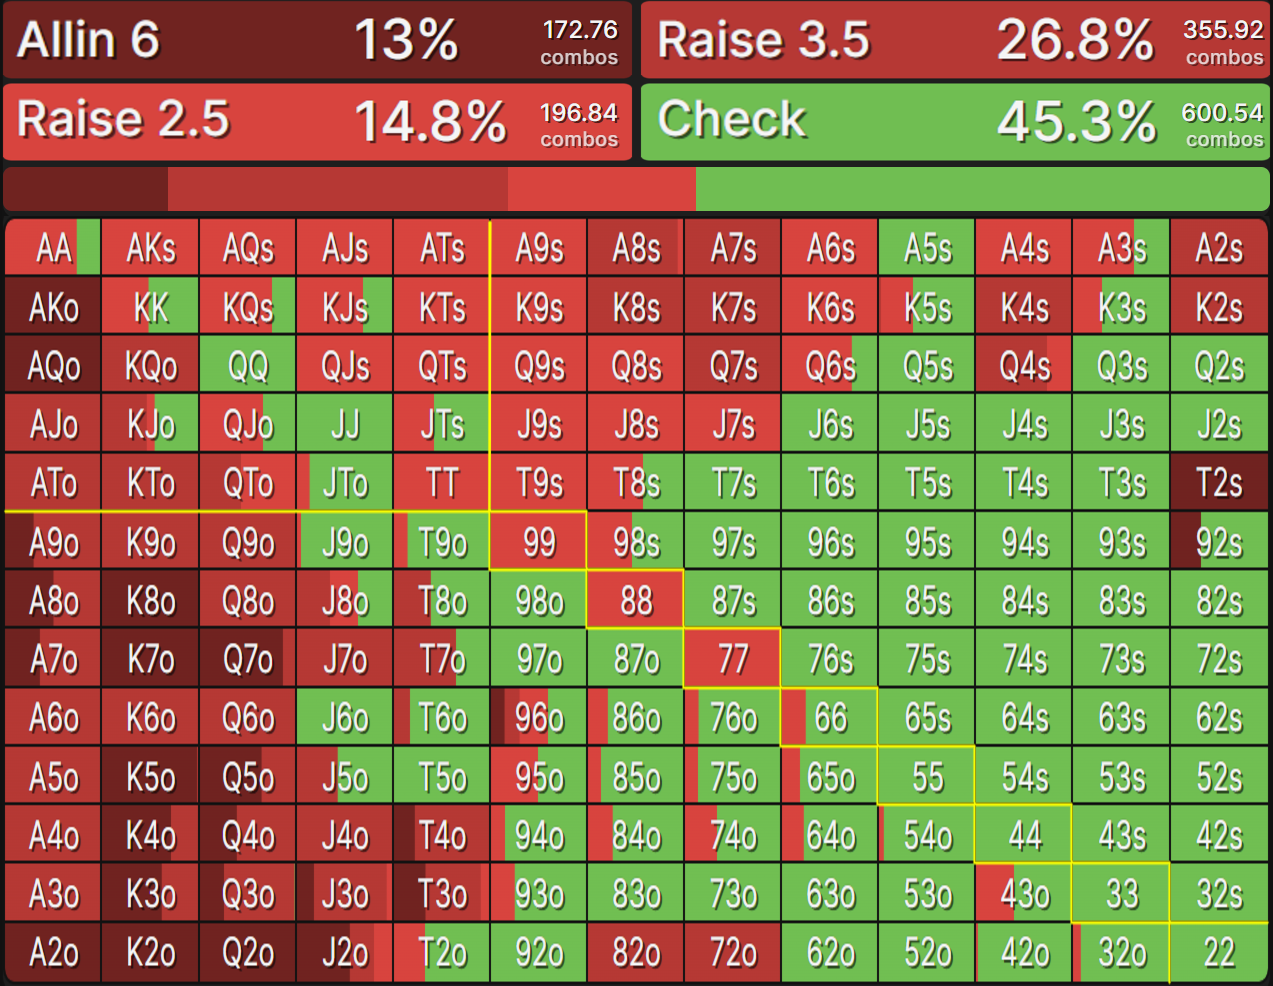 Allin 6 13% 172.76 combos Raise 3.5 26.8% 355.92 combos
Raise 2.5 14.8% 196.84 combos Check 45.3% 600.54 combos
AA AKs AQs AJs ATs A9s A8s A7s A6s A5s A4s A3s A2s
AKo KK KQs KJs KTs K9s K8s K7s K6s K5s K4s K3s K2s
AQo KQo QQ QJs QTs Q9s Q8s Q7s Q6s Q5s Q4s Q3s Q2s
AJo KJo QJo JJ JTs J9s J8s J7s J6s J5s J4s J3s J2s
ATo KTo QTo JTo TT T9s T8s T7s T6s T5s T4s T3s T2s
A9o K9o Q9o J9o T9o 99 98s 97s 96s 95s 94s 93s 92s
A8o K8o Q8o J8o T8o 98o 88 87s 86s 85s 84s 83s 82s
A7o K7o Q7o J7o T7o 97o 87o 77 76s 75s 74s 73s 72s
A6o K6o Q6o J6o T6o 96o 86o 76o 66 65s 64s 63s 62s
A5o K5o Q5o J5o T5o 95o 85o 75o 65o 55 54s 53s 52s
A4o K4o Q4o J4o T4o 94o 84o 74o 64o 54o 44 43s 42s
A3o K3o Q3o J3o T3o 93o 83o 73o 63o 53o 43o 33 32s
A2o K2o Q2o J2o T2o 92o 82o 72o 62o 52o 42o 32o 22